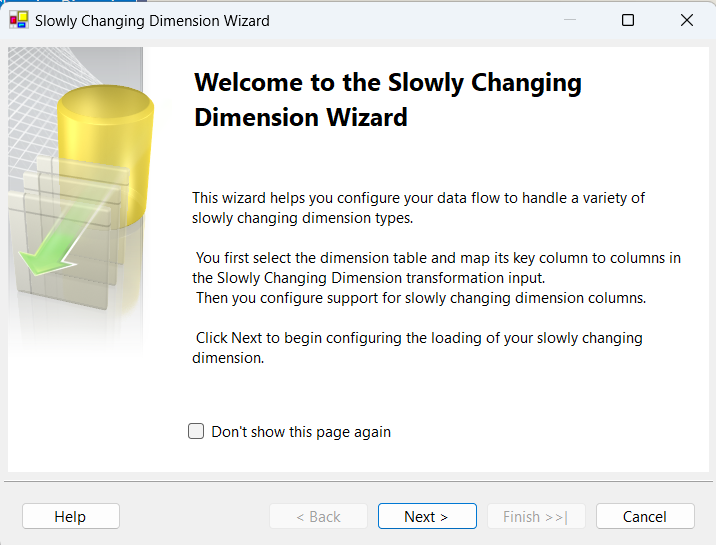 Slowly Changing Dimension Wizard
Welcome to the Slowly Changing
Dimension Wizard
This wizard helps you configure your data flow to handle a variety of
slowly changing dimension types.
You first select the dimension table and map its key column to columns in
the Slowly Changing Dimension transformation input.
Then you configure support for slowly changing dimension columns.
Click Next to begin configuring the loading of your slowly changing
dimension.
Don't show this page again
Help
< Back
Next >
Finish >>|
Cancel